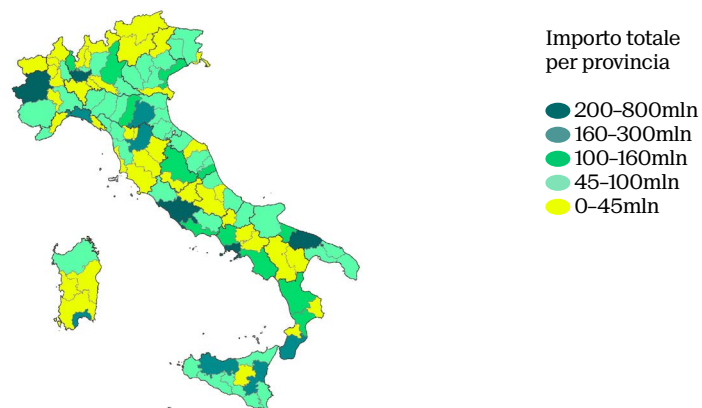 Importo totale
per provincia
200–800mln
160–300mln
100–160mln
45–100mln
0–45mln